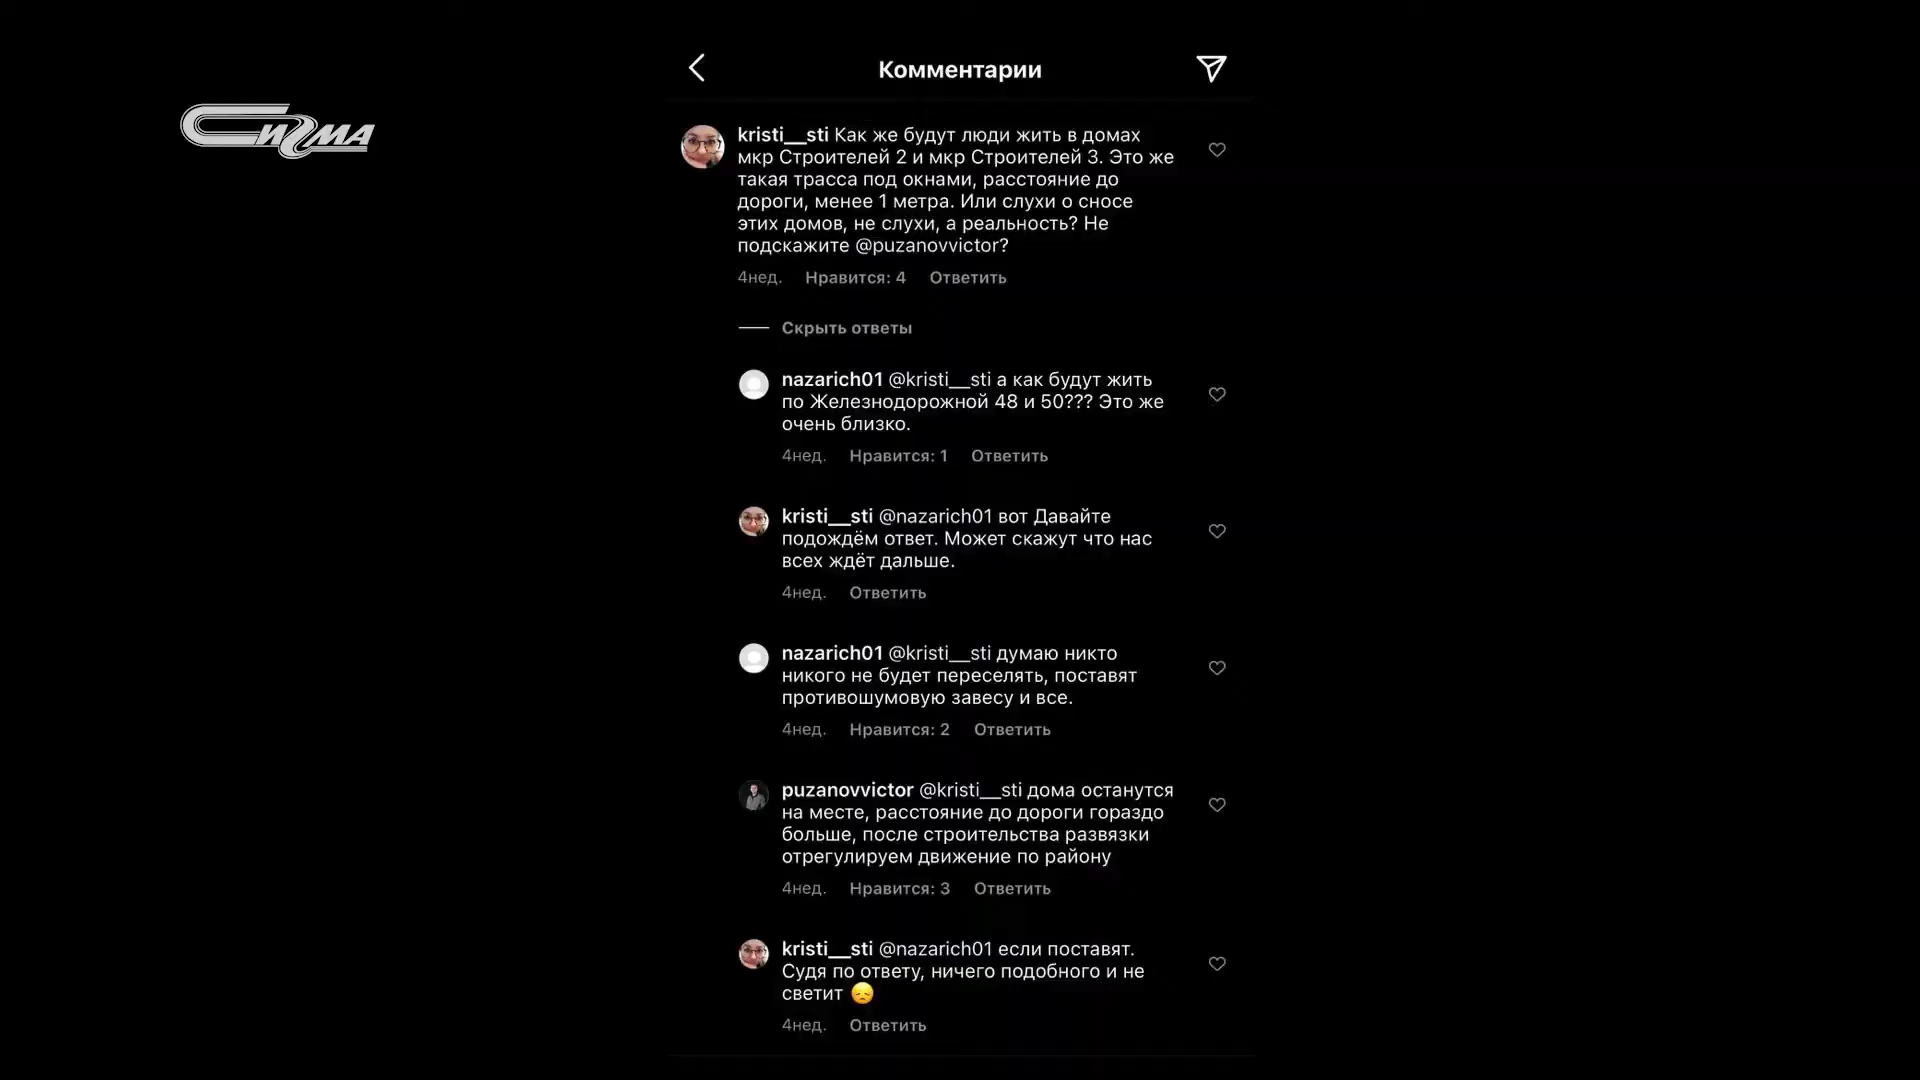 Комментарии
СИГМА
kristi__sti Как же будут люди жить в домах
мкр Строителей 2 и мкр Строителей 3. Это же
такая трасса под окнами, расстояние до
дороги, менее 1 метра. Или слухи о сносе
этих домов, не слухи, а реальность? Не
подскажите @puzanovvictor?
4нед. Нравится: 4 Ответить
Скрыть ответы
nazarich01 @kristi__sti а как будут жить
по Железнодорожной 48 и 50??? Это же
очень близко.
4нед. Нравится: 1 Ответить
kristi__sti @nazarich01 вот Давайте
подождём ответ. Может скажут что нас
всех ждёт дальше.
4нед. Ответить
nazarich01 @kristi__sti думаю никто
никого не будет переселять, поставят
противошумовую завесу и все.
4нед. Нравится: 2 Ответить
puzanovvictor @kristi__sti дома останутся
на месте, расстояние до дороги гораздо
больше, после строительства развязки
отрегулируем движение по району
4нед. Нравится: 3 Ответить
kristi__sti @nazarich01 если поставят.
Судя по ответу, ничего подобного и не
светит 😞
4нед. Ответить